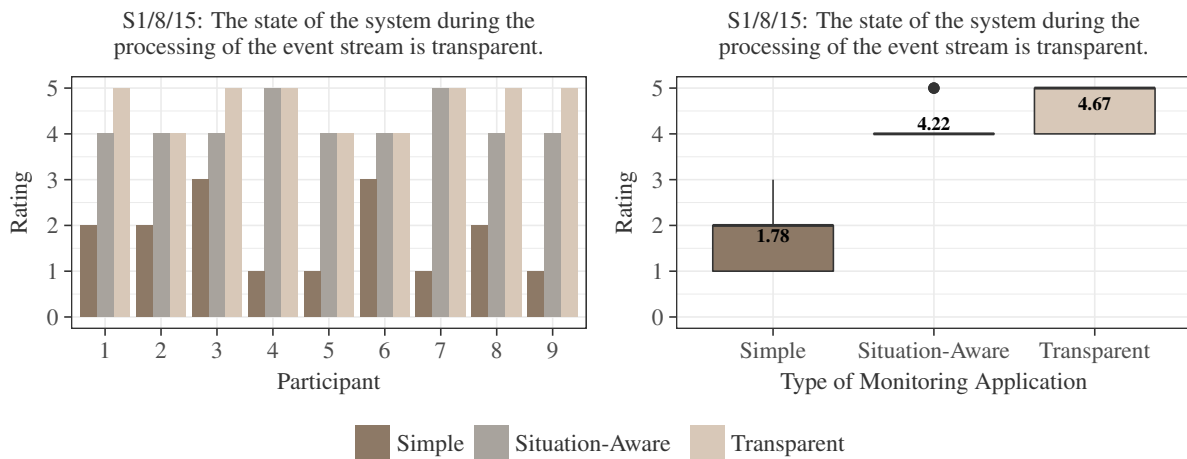 S1/8/15: The state of the system during the
processing of the event stream is transparent.
5
4
3
2
1
0
Rating
1 2 3 4 5 6 7 8 9
Participant
S1/8/15: The state of the system during the
processing of the event stream is transparent.
5
4
3
2
1
0
Rating
1.78
4.22
4.67
Simple Situation-Aware Transparent
Type of Monitoring Application
Simple Situation-Aware Transparent